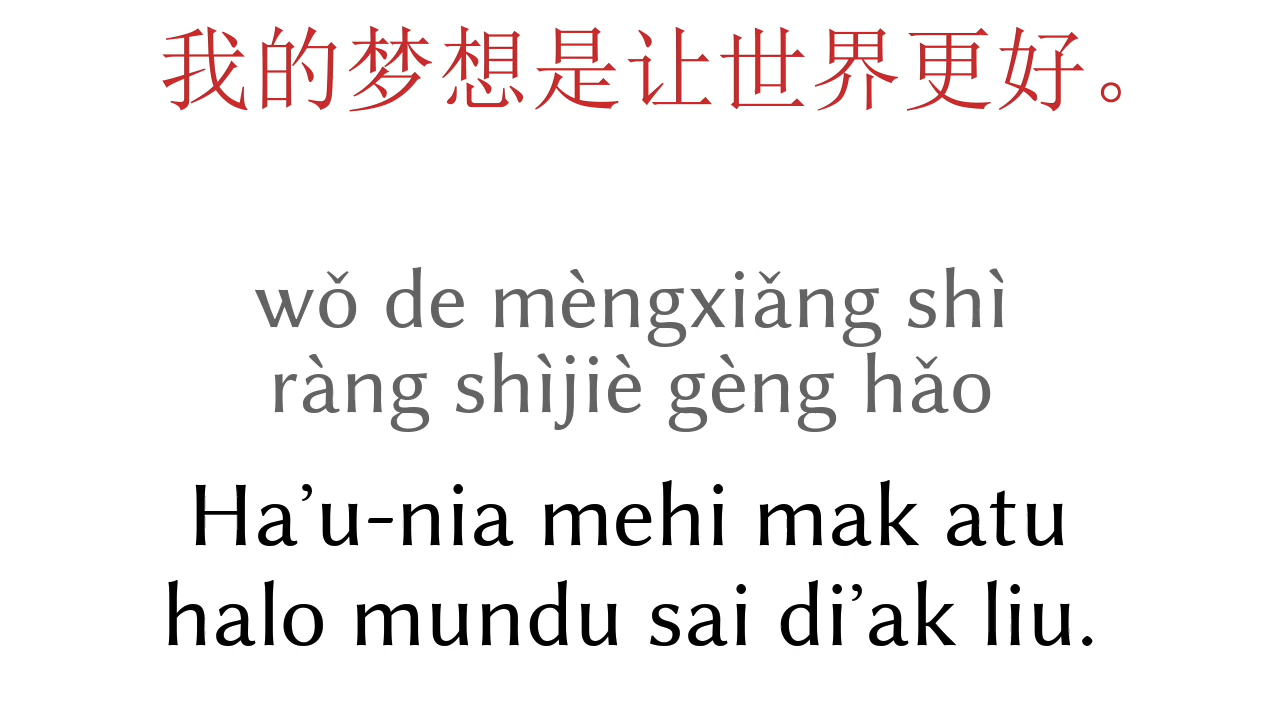 我的梦想是让世界更好。
wǒ de mèngxiǎng shì
ràng shìjiè gèng hǎo
Ha’u-nia mehi mak atu
halo mundu sai di’ak liu.